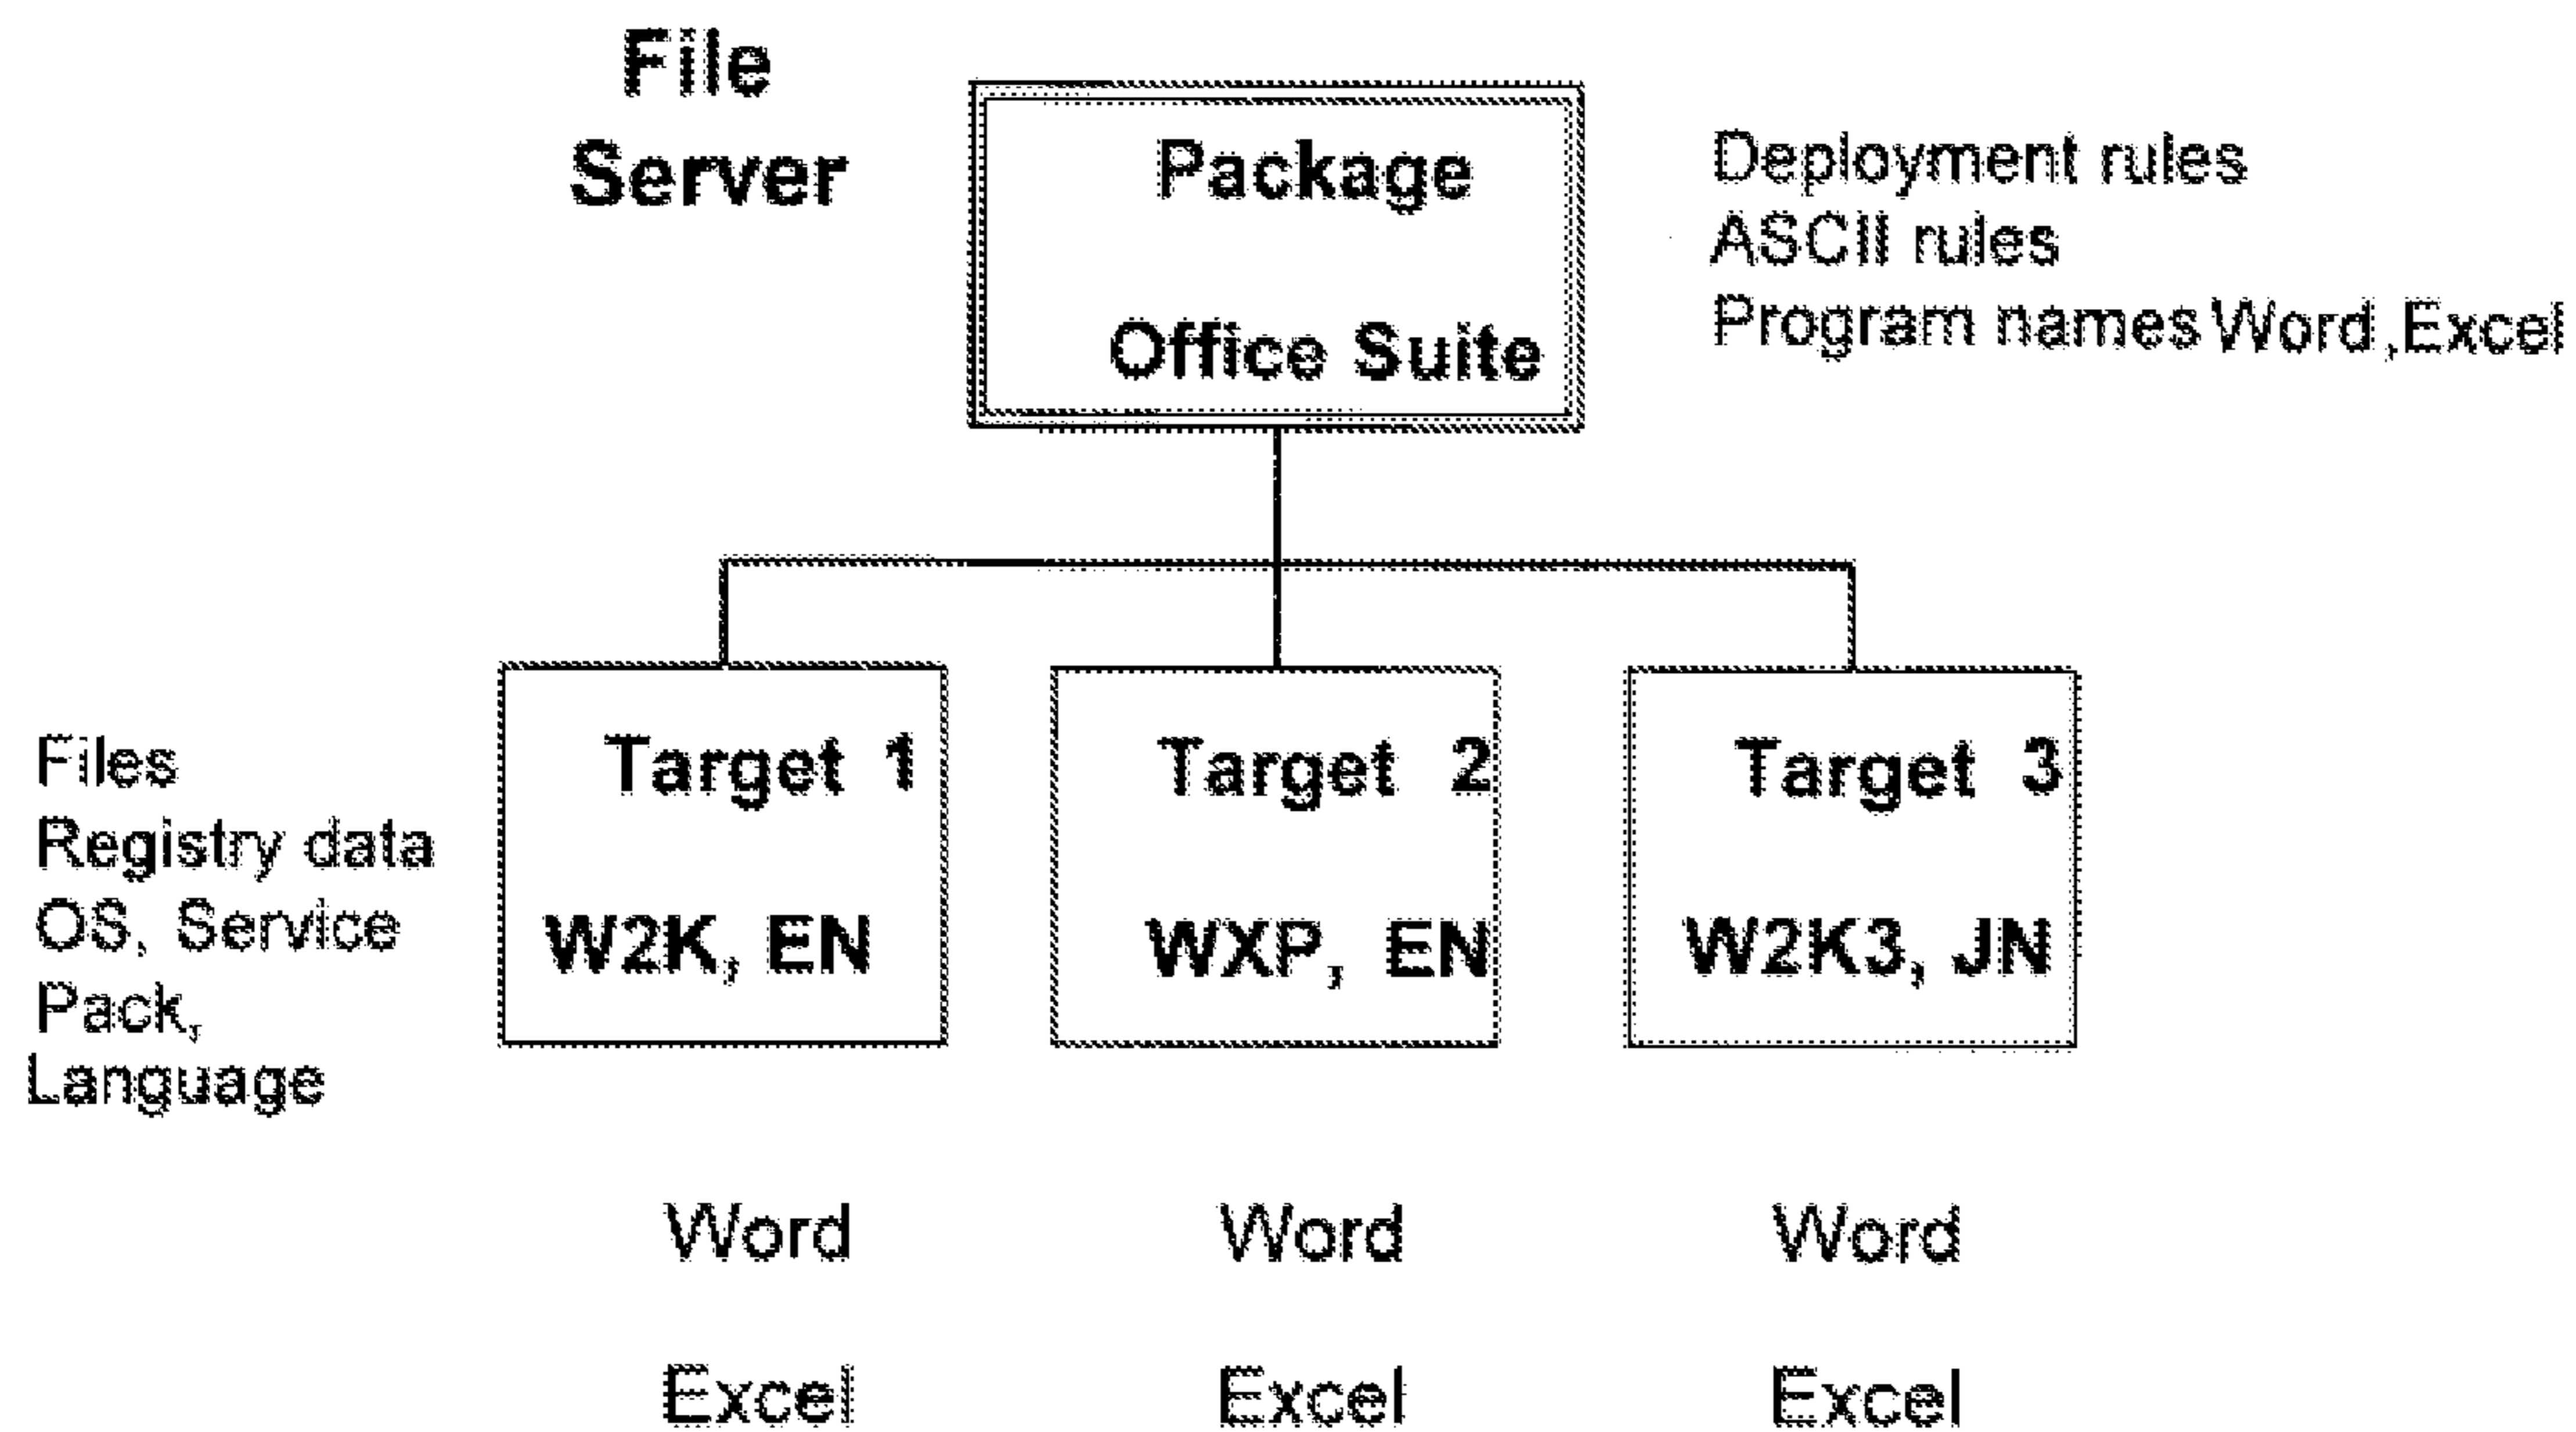 File
Server
Package
Office Suite
Deployment rules
ASCII rules
Program names Word ,Excel
Files
Registry data
OS, Service
Pack,
Language
Target 1
W2K, EN
Target 2
WXP, EN
Target 3
W2K3, JN
Word
Excel
Word
Excel
Word
Excel